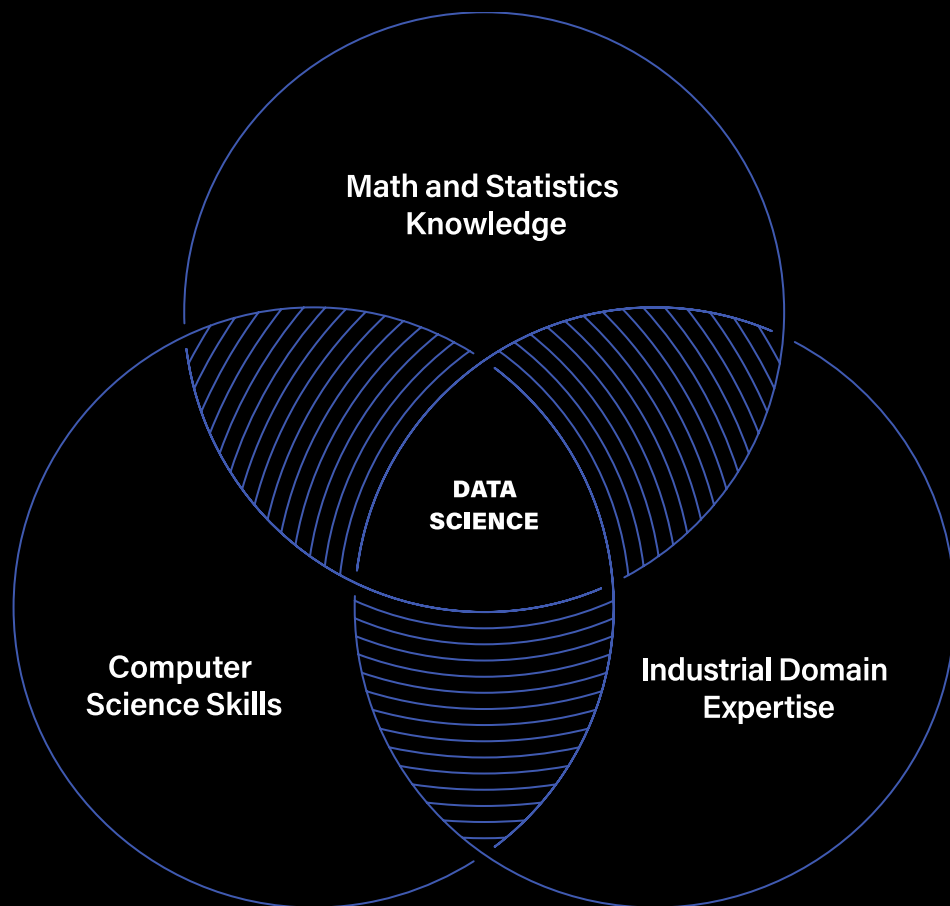 Math and Statistics
Knowledge
DATA
SCIENCE
Computer
Science Skills
Industrial Domain
Expertise